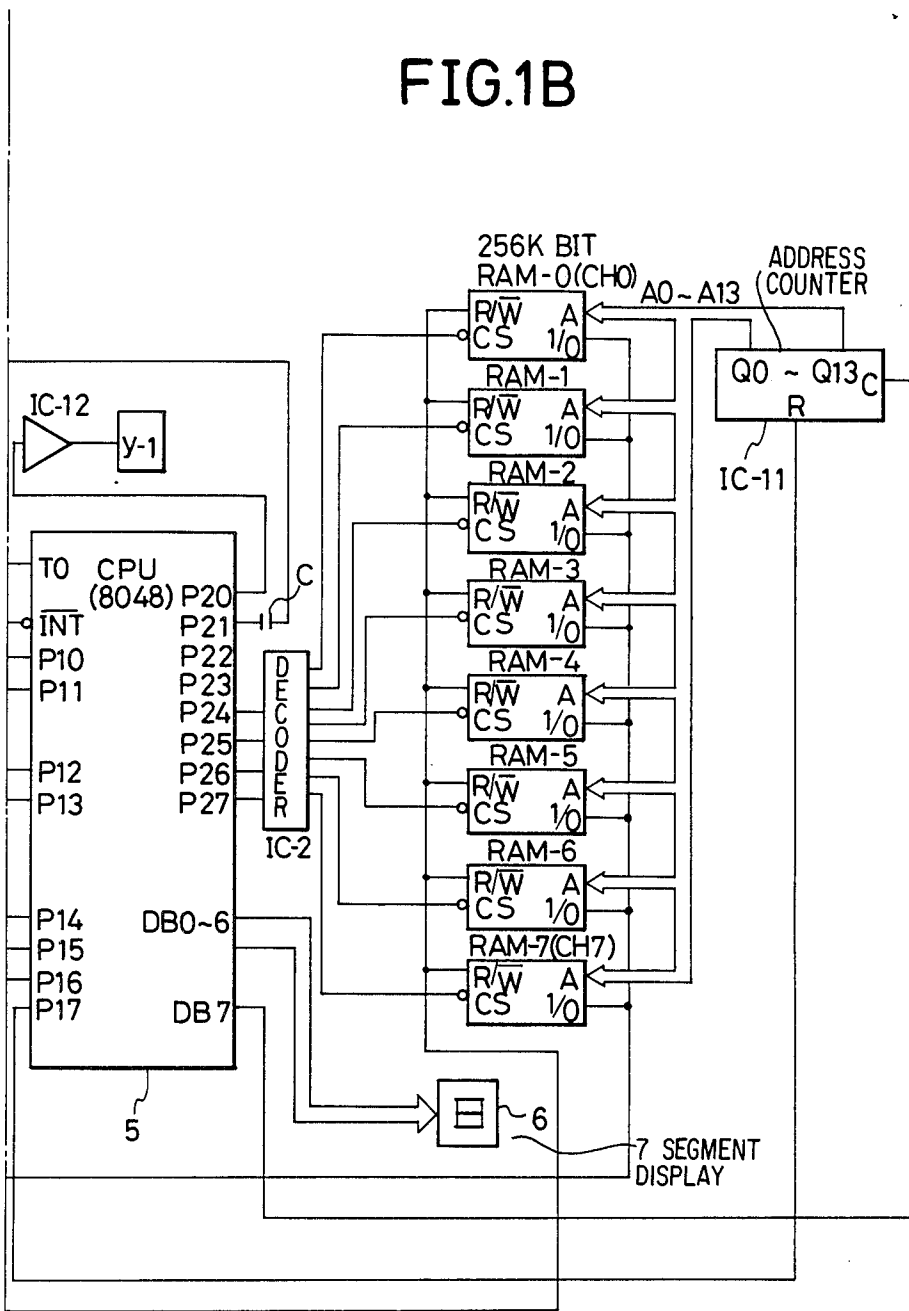 FIG.1B
256K BIT
RAM-0(CH0)
R/W̅ A
CS I/O
A0~A13
ADDRESS
COUNTER
Q0 ~ Q13 C
R
IC-11
RAM-1
R/W̅ A
CS I/O
IC-12
Y-1
RAM-2
R/W̅ A
CS I/O
RAM-3
R/W̅ A
CS I/O
RAM-4
R/W̅ A
CS I/O
RAM-5
R/W̅ A
CS I/O
RAM-6
R/W̅ A
CS I/O
RAM-7(CH7)
R/W̅ A
CS I/O
CPU
(8048)
T0
I̅N̅T̅
P10
P11
P12
P13
P14
P15
P16
P17
P20
P21
P22
P23
P24
P25
P26
P27
DB0~6
DB7
C
DECODER
IC-2
5
6
7 SEGMENT
DISPLAY